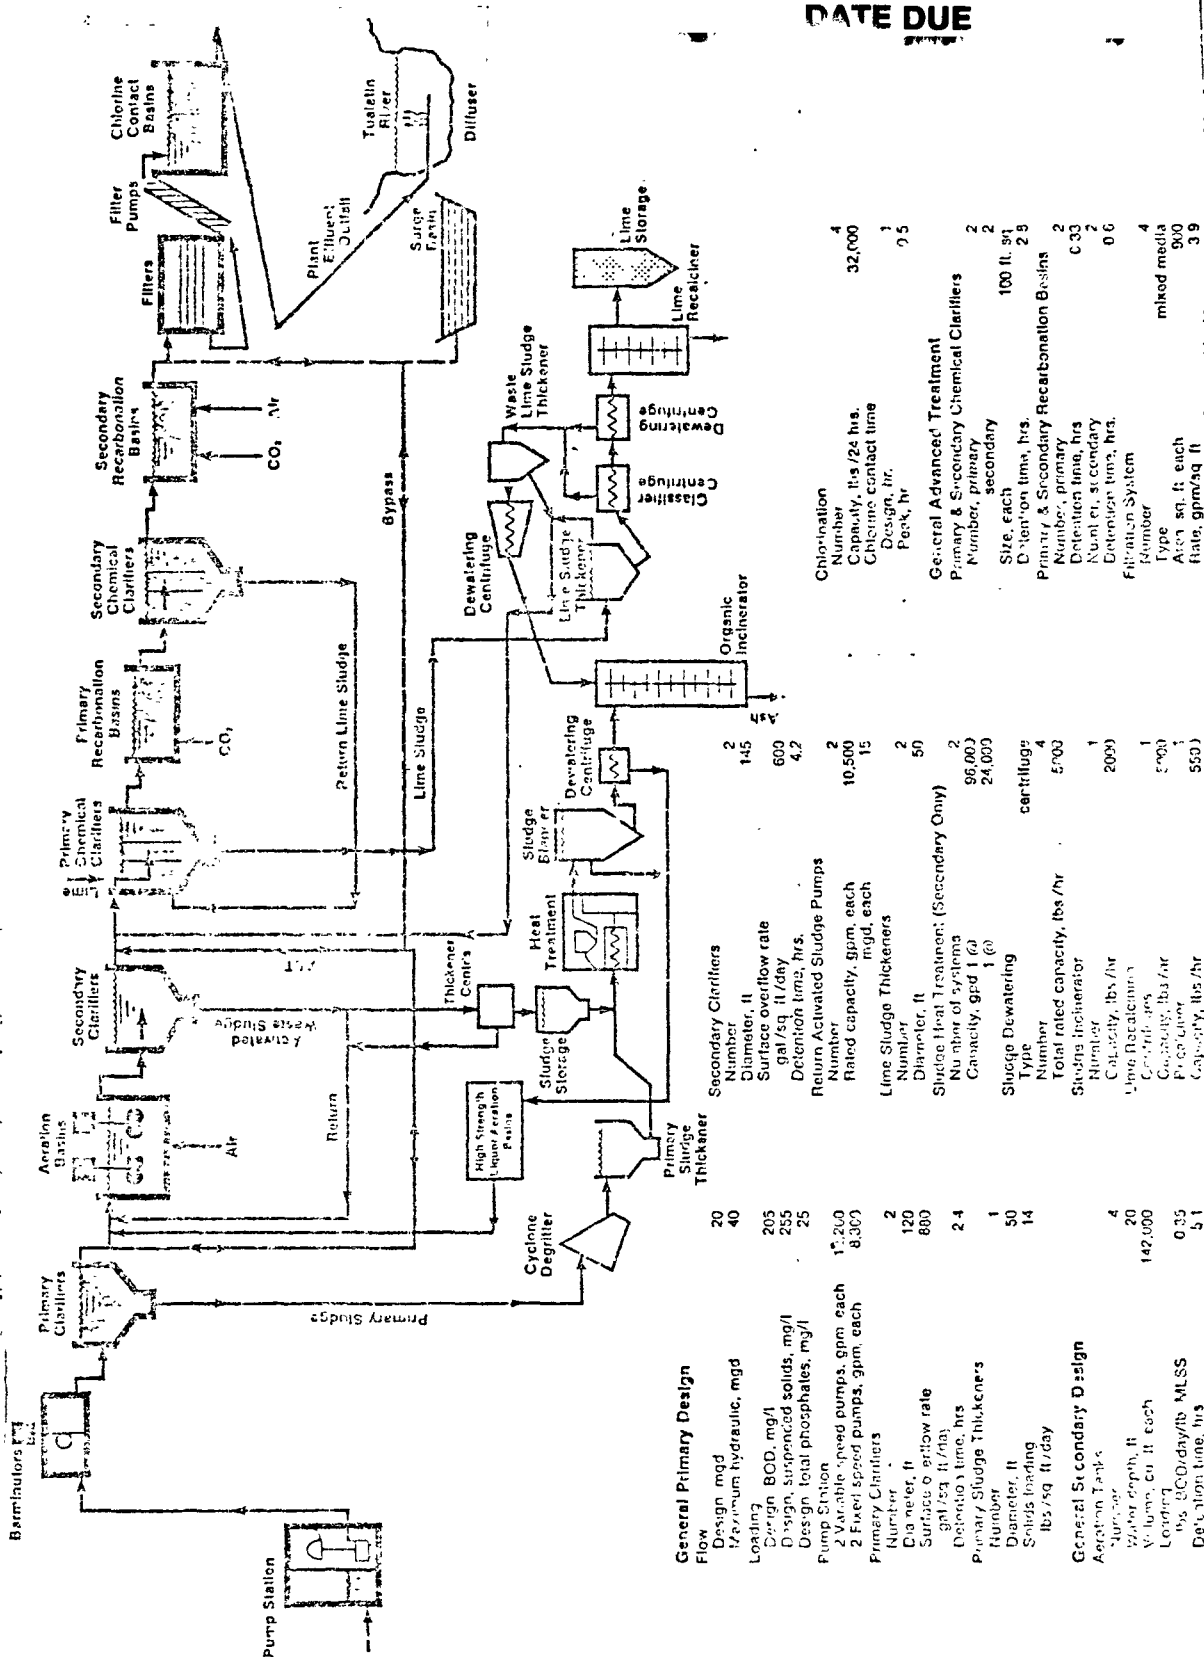 DATE DUE
Barminutors
Pump Station
Primary
Clarifiers
Aeration
Basins
Air
Secondary
Clarifiers
Lime
Primary
Chemical
Clarifiers
Primary
Recarbonation
Basins
CO₂
Secondary
Chemical
Clarifiers
Secondary
Recarbonation
Basins
CO₂
Air
Filters
Filter
Pumps
Chlorine
Contact
Basins
Plant
Effluent
Outfall
Tualatin
River
Diffuser
Surge
Basin
Bypass
Return Lime Sludge
Lime Sludge
Activated
Waste Sludge
Return
Primary Sludge
Thickener
Sludge
Storage
High Strength
Liquor Aeration
Basins
Cyclone
Degritter
Primary
Sludge
Thickener
Heat
Treatment
Sludge
Dewatering
Centrifuge
Organic
Incinerator
Ash
Dewatering
Centrifuge
Lime Sludge
Thickener
Waste
Lime Sludge
Thickener
Classifier
Centrifuge
Dewatering
Centrifuge
Lime
Recalciner
Lime
Storage
General Primary Design
Flow
Design mgd 20
Maximum hydraulic, mgd 40
Loading
Design BOD, mg/l 205
Design, suspended solids, mg/l 255
Design total phosphates, mg/l 25
Pump Station
2 Variable speed pumps, gpm each
2 Fixed speed pumps, gpm, each 8,300
Primary Clarifiers
Number 2
Diameter, ft 120
Surface overflow rate
gal/sq ft/day 880
Detention time, hrs 2.4
Primary Sludge Thickeners
Number 1
Diameter, ft 50
Solids loading
lbs/sq ft/day 14
General Secondary Design
Aeration Tanks
Number 4
Water depth, ft 20
Volume, cu ft each 142,000
Loading
lbs BOD/day/lb MLSS 0.35
Detention time, hrs 5.1
Secondary Clarifiers
Number 2
Diameter, ft 145
Surface overflow rate
gal/sq ft/day 600
Detention time, hrs. 4.2
Return Activated Sludge Pumps
Number 2
Rated capacity, gpm, each 10,500
mgd, each 15
Lime Sludge Thickeners
Number 2
Diameter, ft 50
Sludge Heat Treatment (Secondary Only)
Number of systems 2
Capacity, gpd 1 @ 96,000
1 @ 24,000
Sludge Dewatering
Type centrifuge
Number 4
Total rated capacity, lbs/hr
Sludge Incinerator
Number 1
Capacity, lbs/hr 2000
Lime Recalcining
Centrifuges 1
Capacity, lbs/hr
Recalciner 1
Capacity, lbs/hr 5500
Chlorination
Number 4
Capacity, lbs/24 hrs. 32,000
Chlorine contact time
Design, hr. 1
Peak, hr 0.5
General Advanced Treatment
Primary & Secondary Chemical Clarifiers
Number, primary 2
secondary 2
Size, each 100 ft. sq
Detention time, hrs.
Primary & Secondary Recarbonation Basins
Number, primary 2
Detention time, hrs 0.33
Number, secondary 2
Detention time, hrs. 0.6
Filtration System
Number 4
Type mixed media
Area sq. ft each 900
Rate, gpm/sq ft 3.9